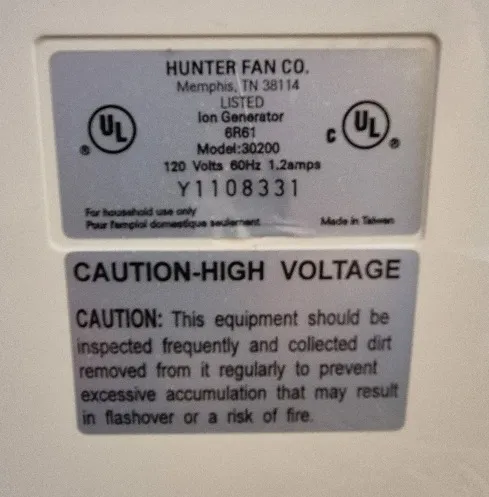 HUNTER FAN CO.
Memphis, TN 38114
LISTED
Ion Generator
6R61
Model:30200
120 Volts 60Hz 1.2amps
Y1108331
UL
®
C UL
®
For household use only
Pour l'emploi domestique seulement
Made in Taiwan
CAUTION-HIGH VOLTAGE
CAUTION: This equipment should be
inspected frequently and collected dirt
removed from it regularly to prevent
excessive accumulation that may result
in flashover or a risk of fire.